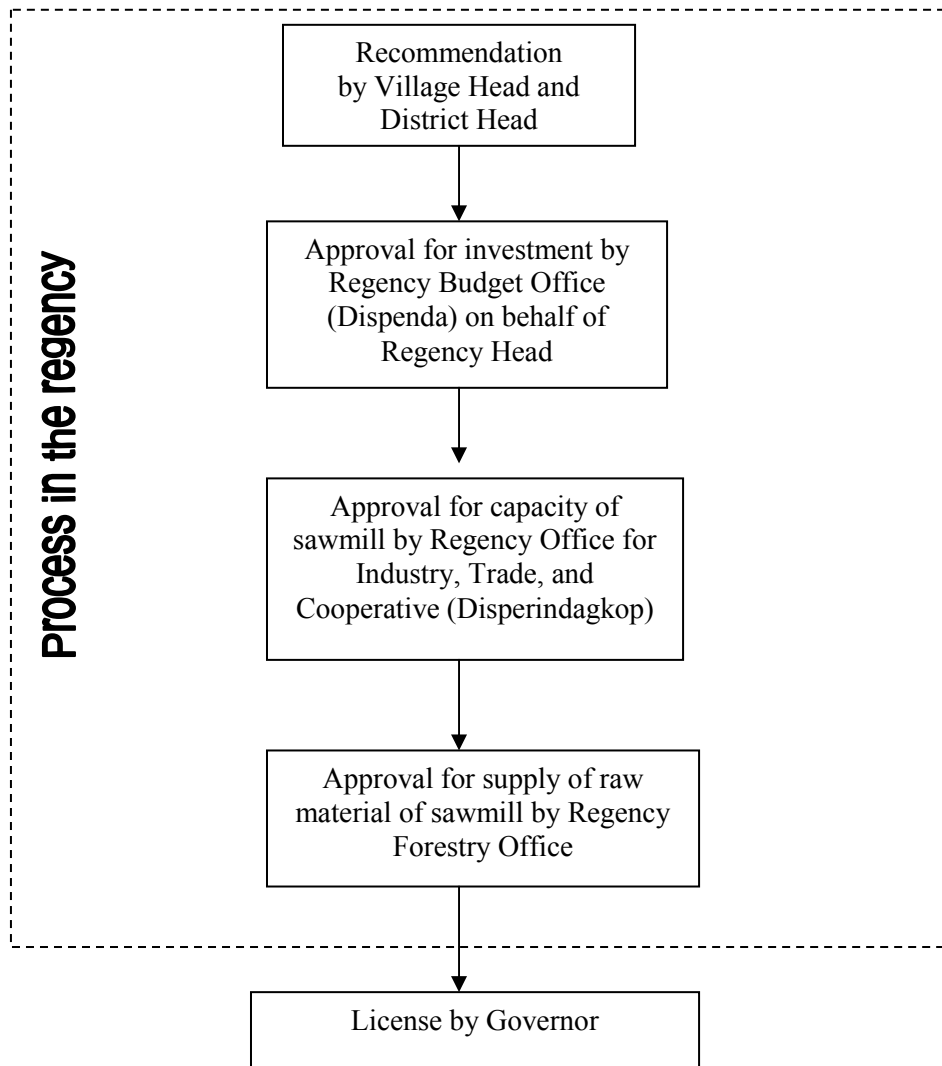 Recommendation
by Village Head and
District Head
Process in the regency
Approval for investment by
Regency Budget Office
(Dispenda) on behalf of
Regency Head
Approval for capacity of
sawmill by Regency Office for
Industry, Trade, and
Cooperative (Disperindagkop)
Approval for supply of raw
material of sawmill by Regency
Forestry Office
License by Governor